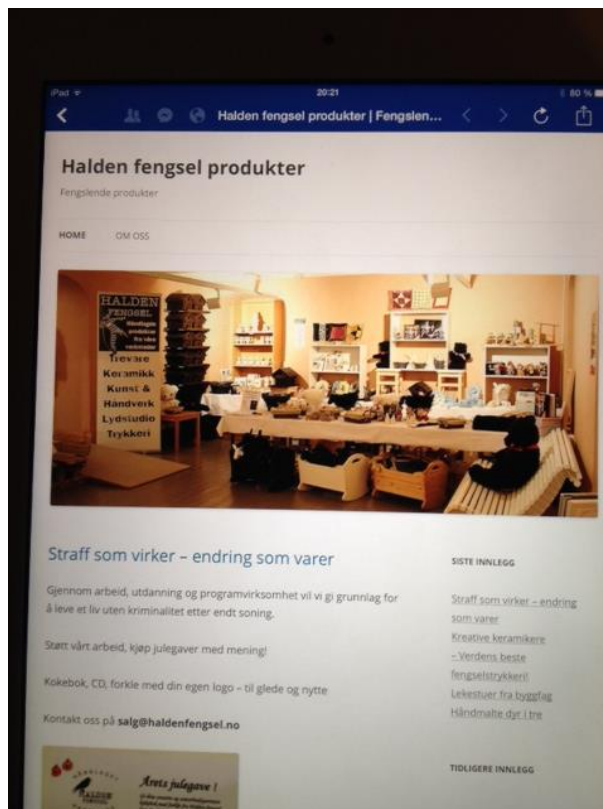 iPad
20:21
80 %
Halden fengsel produkter | Fengslen...
Halden fengsel produkter
Fengslende produkter
HOME
OM OSS
HALDEN
FENGSEL
Håndlagde
produkter
fra våre
verksteder
Trevare
Keramikk
Kunst &
Håndverk
Lydstudio
Trykkeri
Straff som virker – endring som varer
Gjennom arbeid, utdanning og programvirksomhet vil vi gi grunnlag for
å leve et liv uten kriminalitet etter endt soning.
Støtt vårt arbeid, kjøp julegaver med mening!
Kokebok, CD, forkle med din egen logo – til glede og nytte
Kontakt oss på salg@haldenfengsel.no
SISTE INNLEGG
Straff som virker – endring
som varer
Kreative keramikere
– Verdens beste
fengselstrykkeri!
Lekestuer fra byggfag
Håndmalte dyr i tre
TIDLIGERE INNLEGG
HALDEN
Årets julegave !